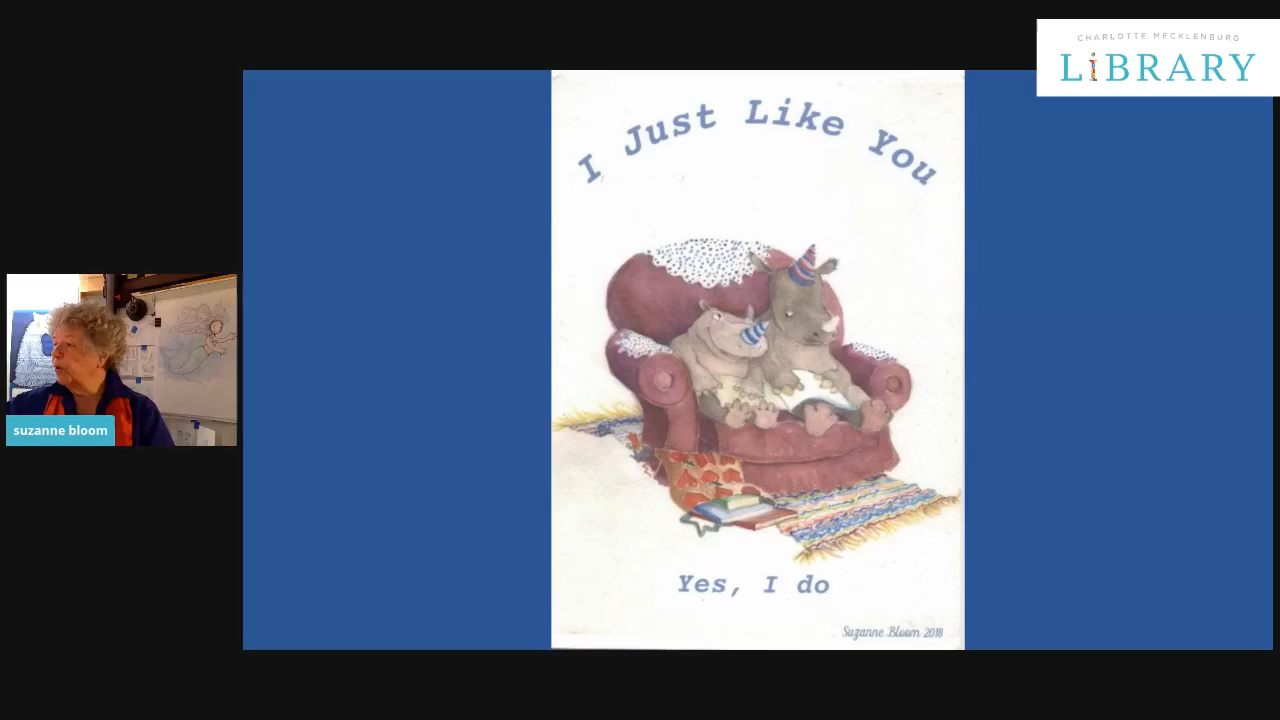 CHARLOTTE MECKLENBURG
LiBRARY
I Just Like You
suzanne bloom
Yes, I do
Suzanne Bloom 2018